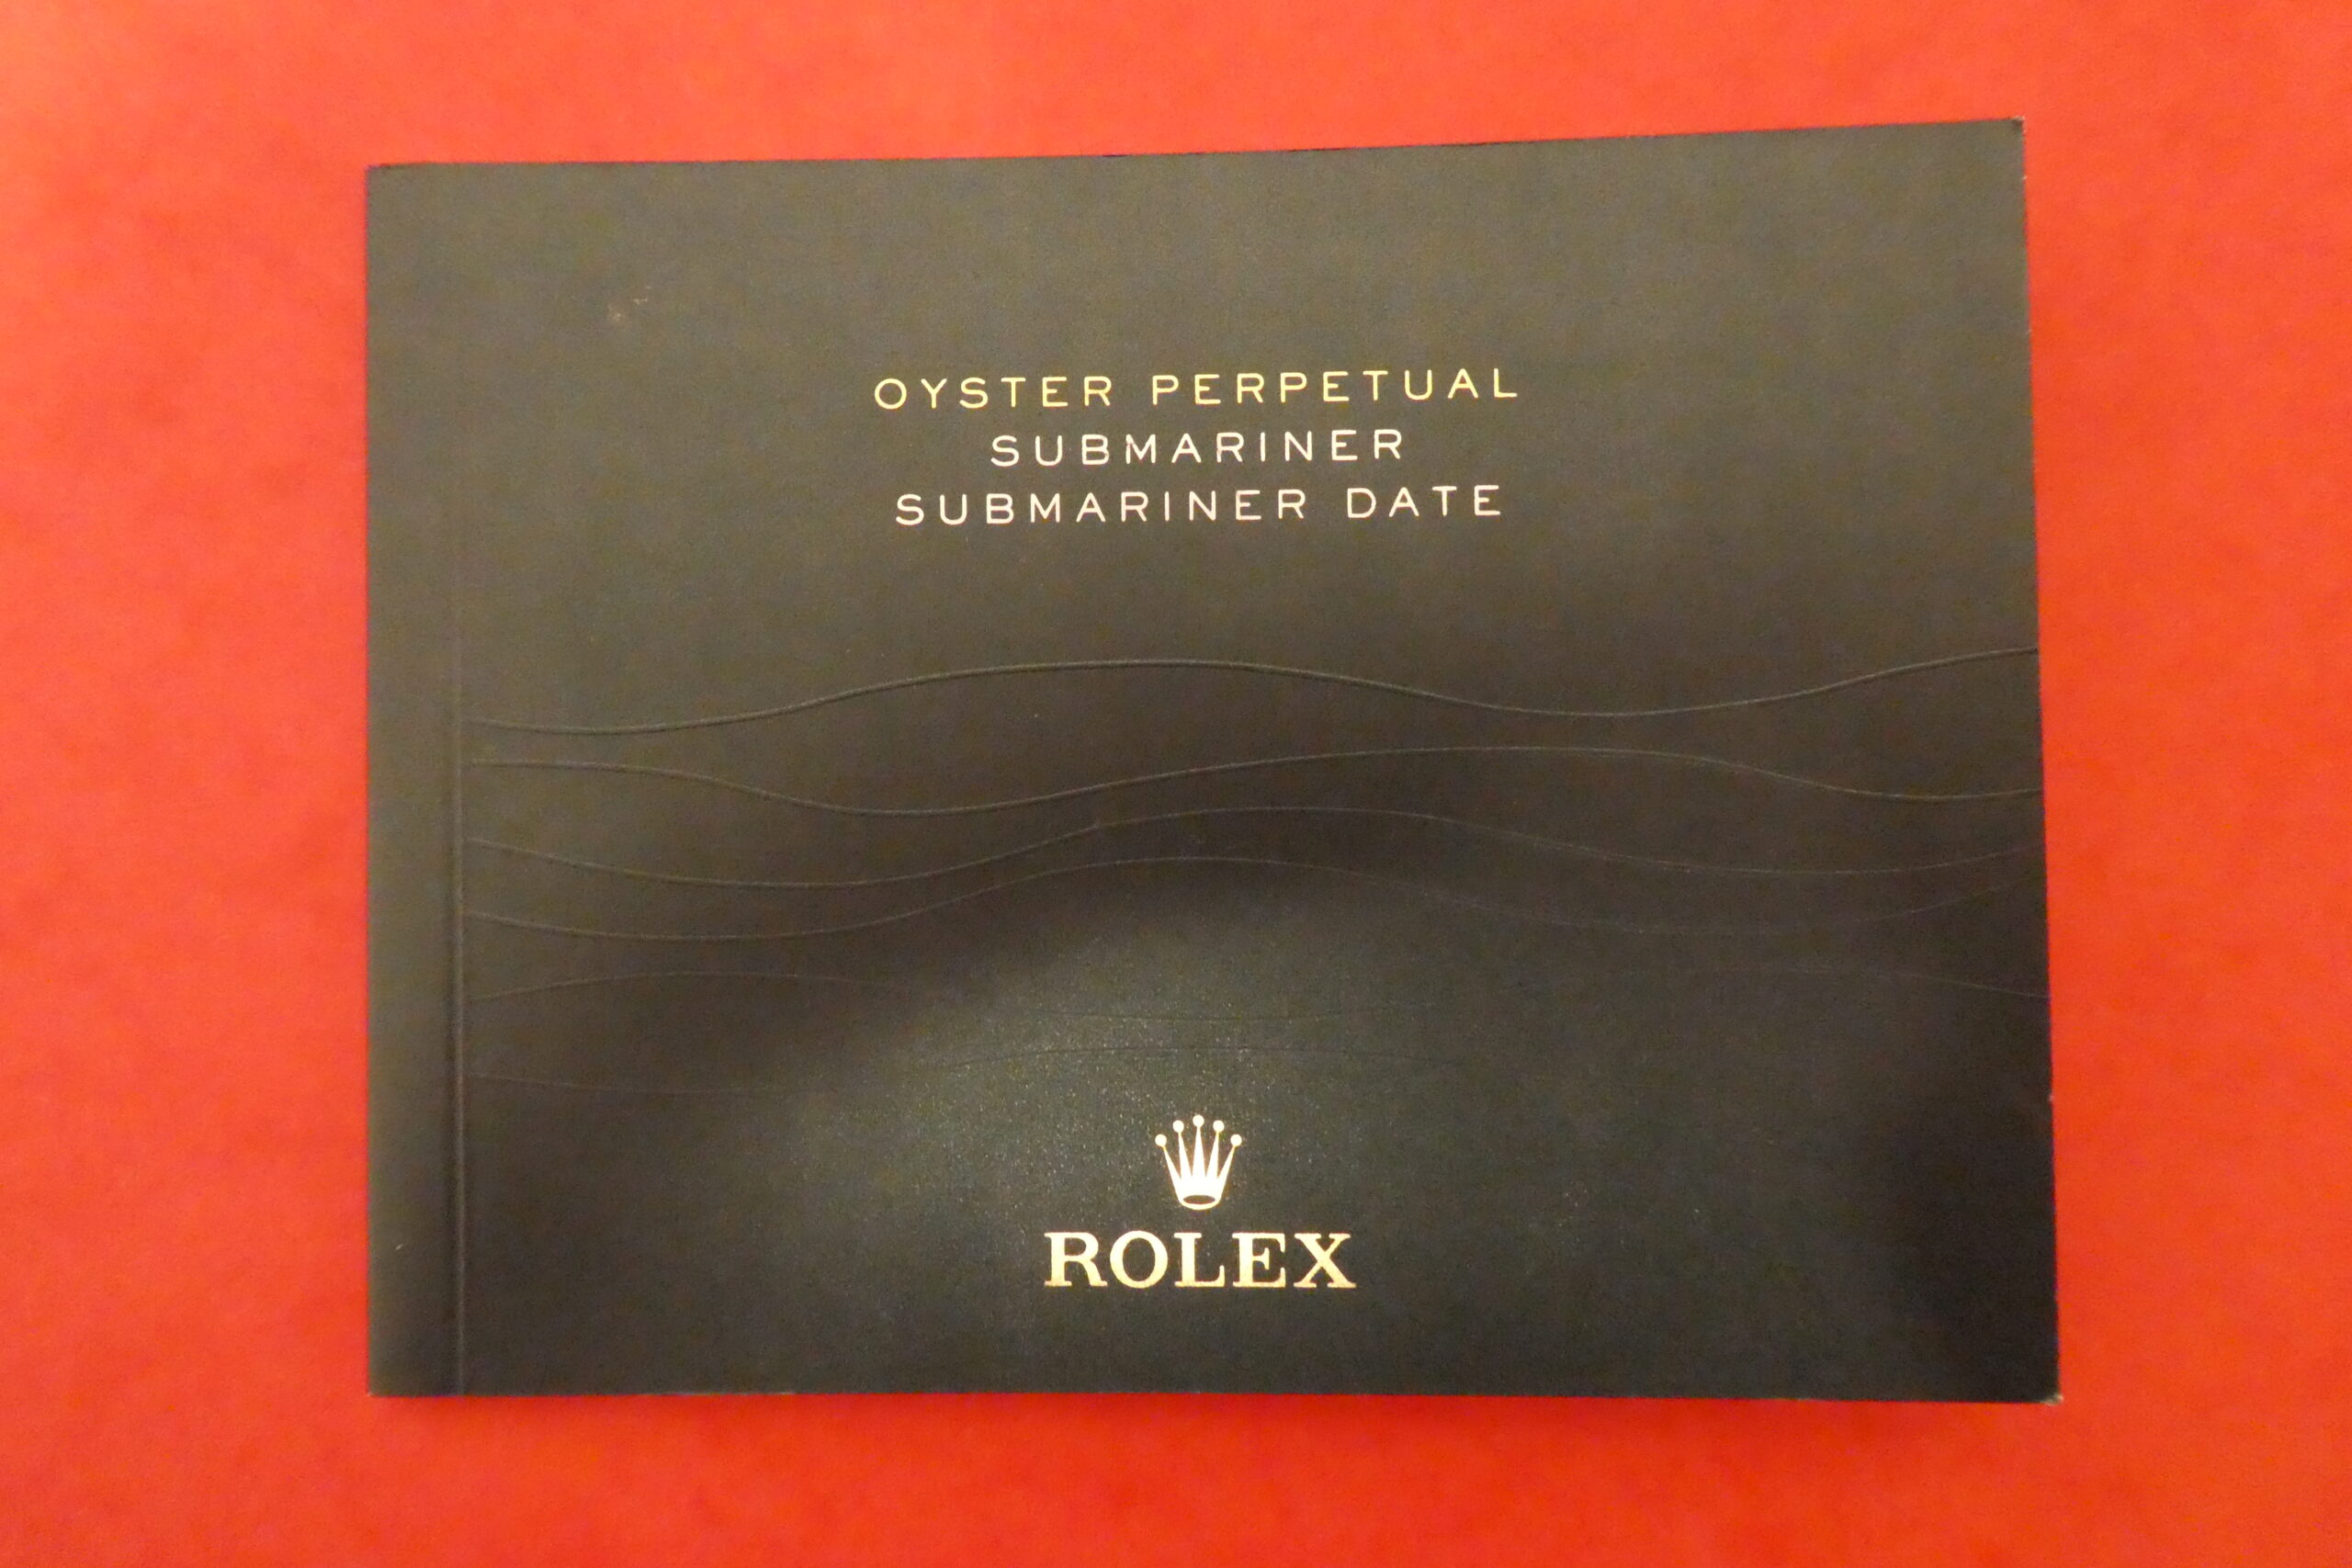 OYSTER PERPETUAL
SUBMARINER
SUBMARINER DATE
ROLEX